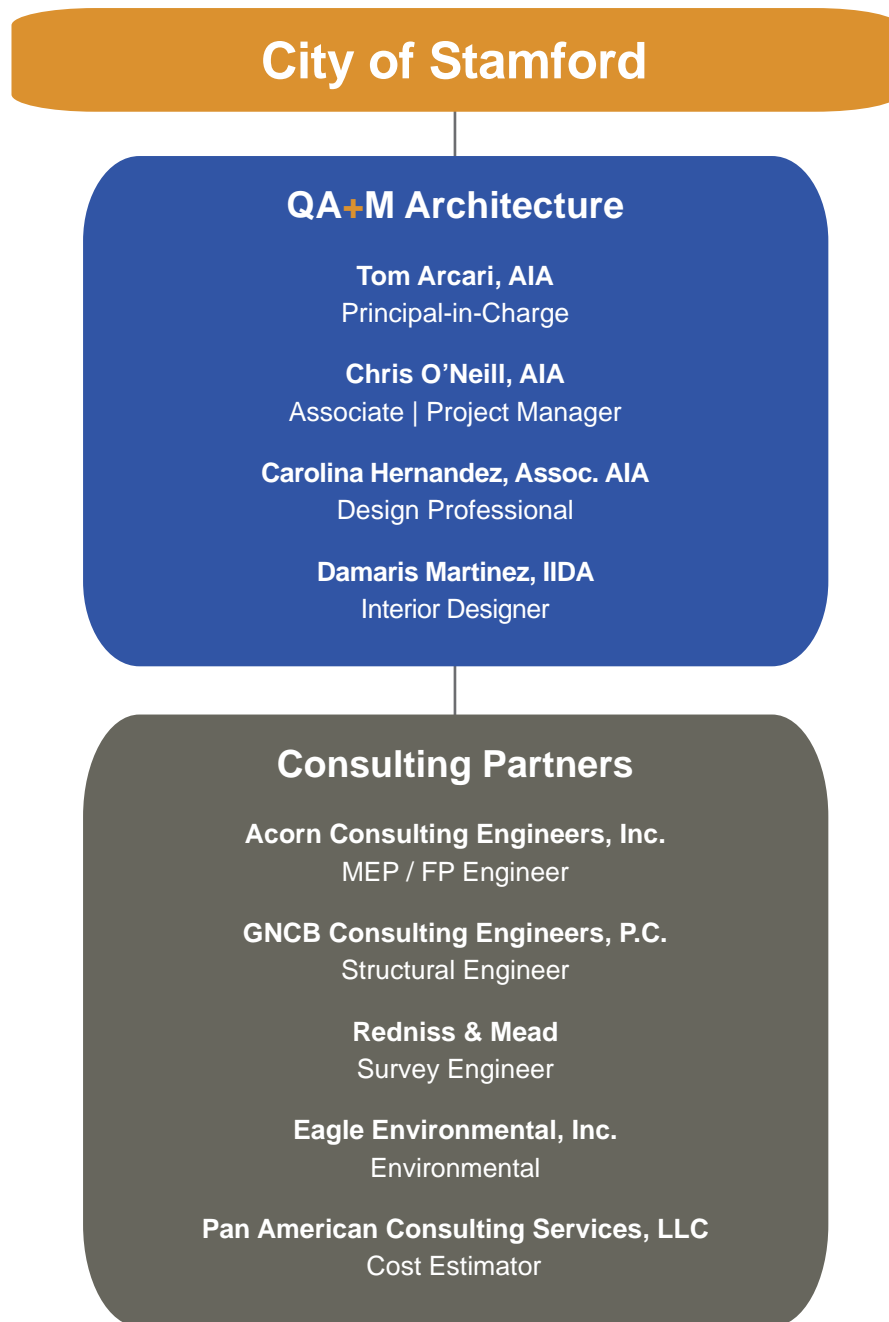 City of Stamford
QA+M Architecture
Tom Arcari, AIA
Principal-in-Charge
Chris O’Neill, AIA
Associate | Project Manager
Carolina Hernandez, Assoc. AIA
Design Professional
Damaris Martinez, IIDA
Interior Designer
Consulting Partners
Acorn Consulting Engineers, Inc.
MEP / FP Engineer
GNCB Consulting Engineers, P.C.
Structural Engineer
Redniss & Mead
Survey Engineer
Eagle Environmental, Inc.
Environmental
Pan American Consulting Services, LLC
Cost Estimator